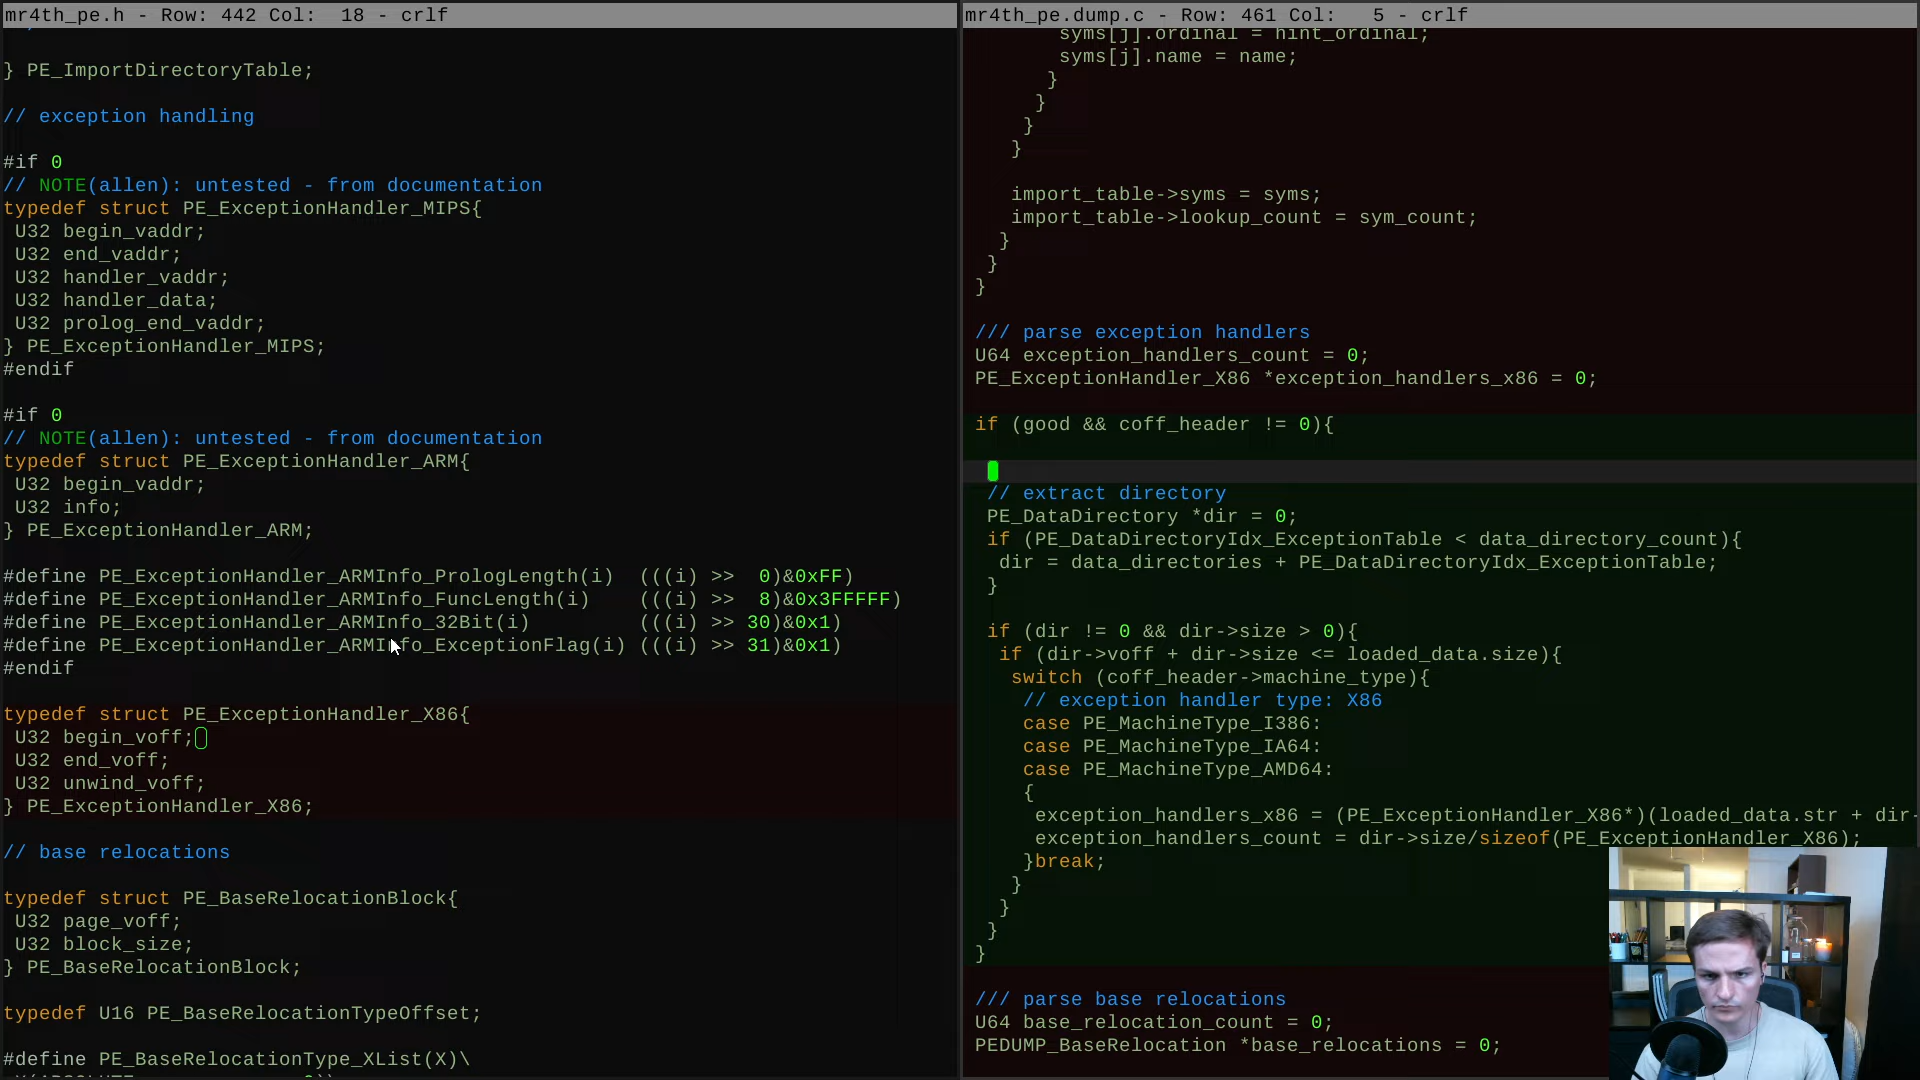 mr4th_pe.h - Row: 442 Col:  18 - crlf
} PE_ImportDirectoryTable;
// exception handling
#if 0
// NOTE(allen): untested - from documentation
typedef struct PE_ExceptionHandler_MIPS{
 U32 begin_vaddr;
 U32 end_vaddr;
 U32 handler_vaddr;
 U32 handler_data;
 U32 prolog_end_vaddr;
} PE_ExceptionHandler_MIPS;
#endif
#if 0
// NOTE(allen): untested - from documentation
typedef struct PE_ExceptionHandler_ARM{
 U32 begin_vaddr;
 U32 info;
} PE_ExceptionHandler_ARM;
#define PE_ExceptionHandler_ARMInfo_PrologLength(i)  (((i) >>  0)&0xFF)
#define PE_ExceptionHandler_ARMInfo_FuncLength(i)    (((i) >>  8)&0x3FFFFF)
#define PE_ExceptionHandler_ARMInfo_32Bit(i)         (((i) >> 30)&0x1)
#define PE_ExceptionHandler_ARMInfo_ExceptionFlag(i) (((i) >> 31)&0x1)
#endif
typedef struct PE_ExceptionHandler_X86{
 U32 begin_voff;
 U32 end_voff;
 U32 unwind_voff;
} PE_ExceptionHandler_X86;
// base relocations
typedef struct PE_BaseRelocationBlock{
 U32 page_voff;
 U32 block_size;
} PE_BaseRelocationBlock;
typedef U16 PE_BaseRelocationTypeOffset;
#define PE_BaseRelocationType_XList(X)\
mr4th_pe.dump.c - Row: 461 Col:   5 - crlf
syms[j].ordinal = hint_ordinal;
syms[j].name = name;
}
}
}
}
import_table->syms = syms;
import_table->lookup_count = sym_count;
}
}
}
/// parse exception handlers
U64 exception_handlers_count = 0;
PE_ExceptionHandler_X86 *exception_handlers_x86 = 0;
if (good && coff_header != 0){
// extract directory
PE_DataDirectory *dir = 0;
if (PE_DataDirectoryIdx_ExceptionTable < data_directory_count){
dir = data_directories + PE_DataDirectoryIdx_ExceptionTable;
}
if (dir != 0 && dir->size > 0){
if (dir->voff + dir->size <= loaded_data.size){
switch (coff_header->machine_type){
// exception handler type: X86
case PE_MachineType_I386:
case PE_MachineType_IA64:
case PE_MachineType_AMD64:
{
exception_handlers_x86 = (PE_ExceptionHandler_X86*)(loaded_data.str + dir-
exception_handlers_count = dir->size/sizeof(PE_ExceptionHandler_X86);
}break;
}
}
}
}
/// parse base relocations
U64 base_relocation_count = 0;
PEDUMP_BaseRelocation *base_relocations = 0;